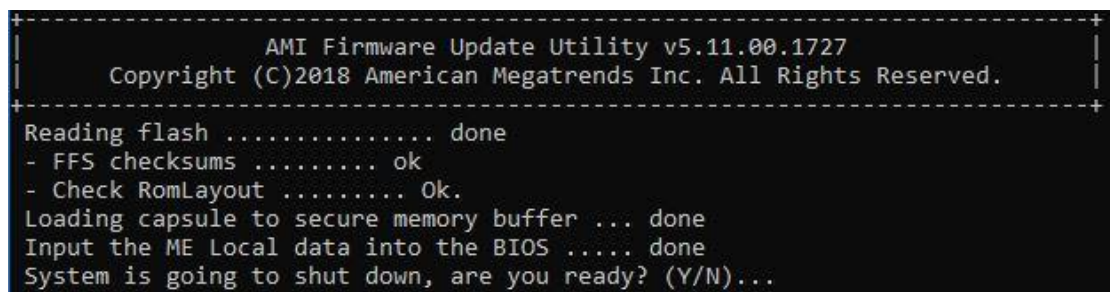 AMI Firmware Update Utility v5.11.00.1727
Copyright (C)2018 American Megatrends Inc. All Rights Reserved.
Reading flash ............... done
- FFS checksums ......... ok
- Check RomLayout ......... Ok.
Loading capsule to secure memory buffer ... done
Input the ME Local data into the BIOS ..... done
System is going to shut down, are you ready? (Y/N)...